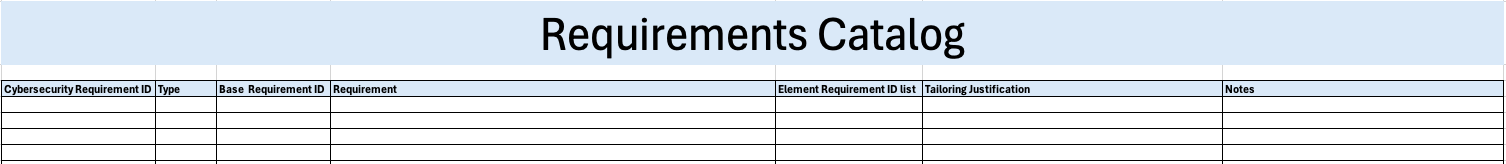 Requirements Catalog
Cybersecurity Requirement ID Type Base Requirement ID Requirement Element Requirement ID list Tailoring Justification Notes